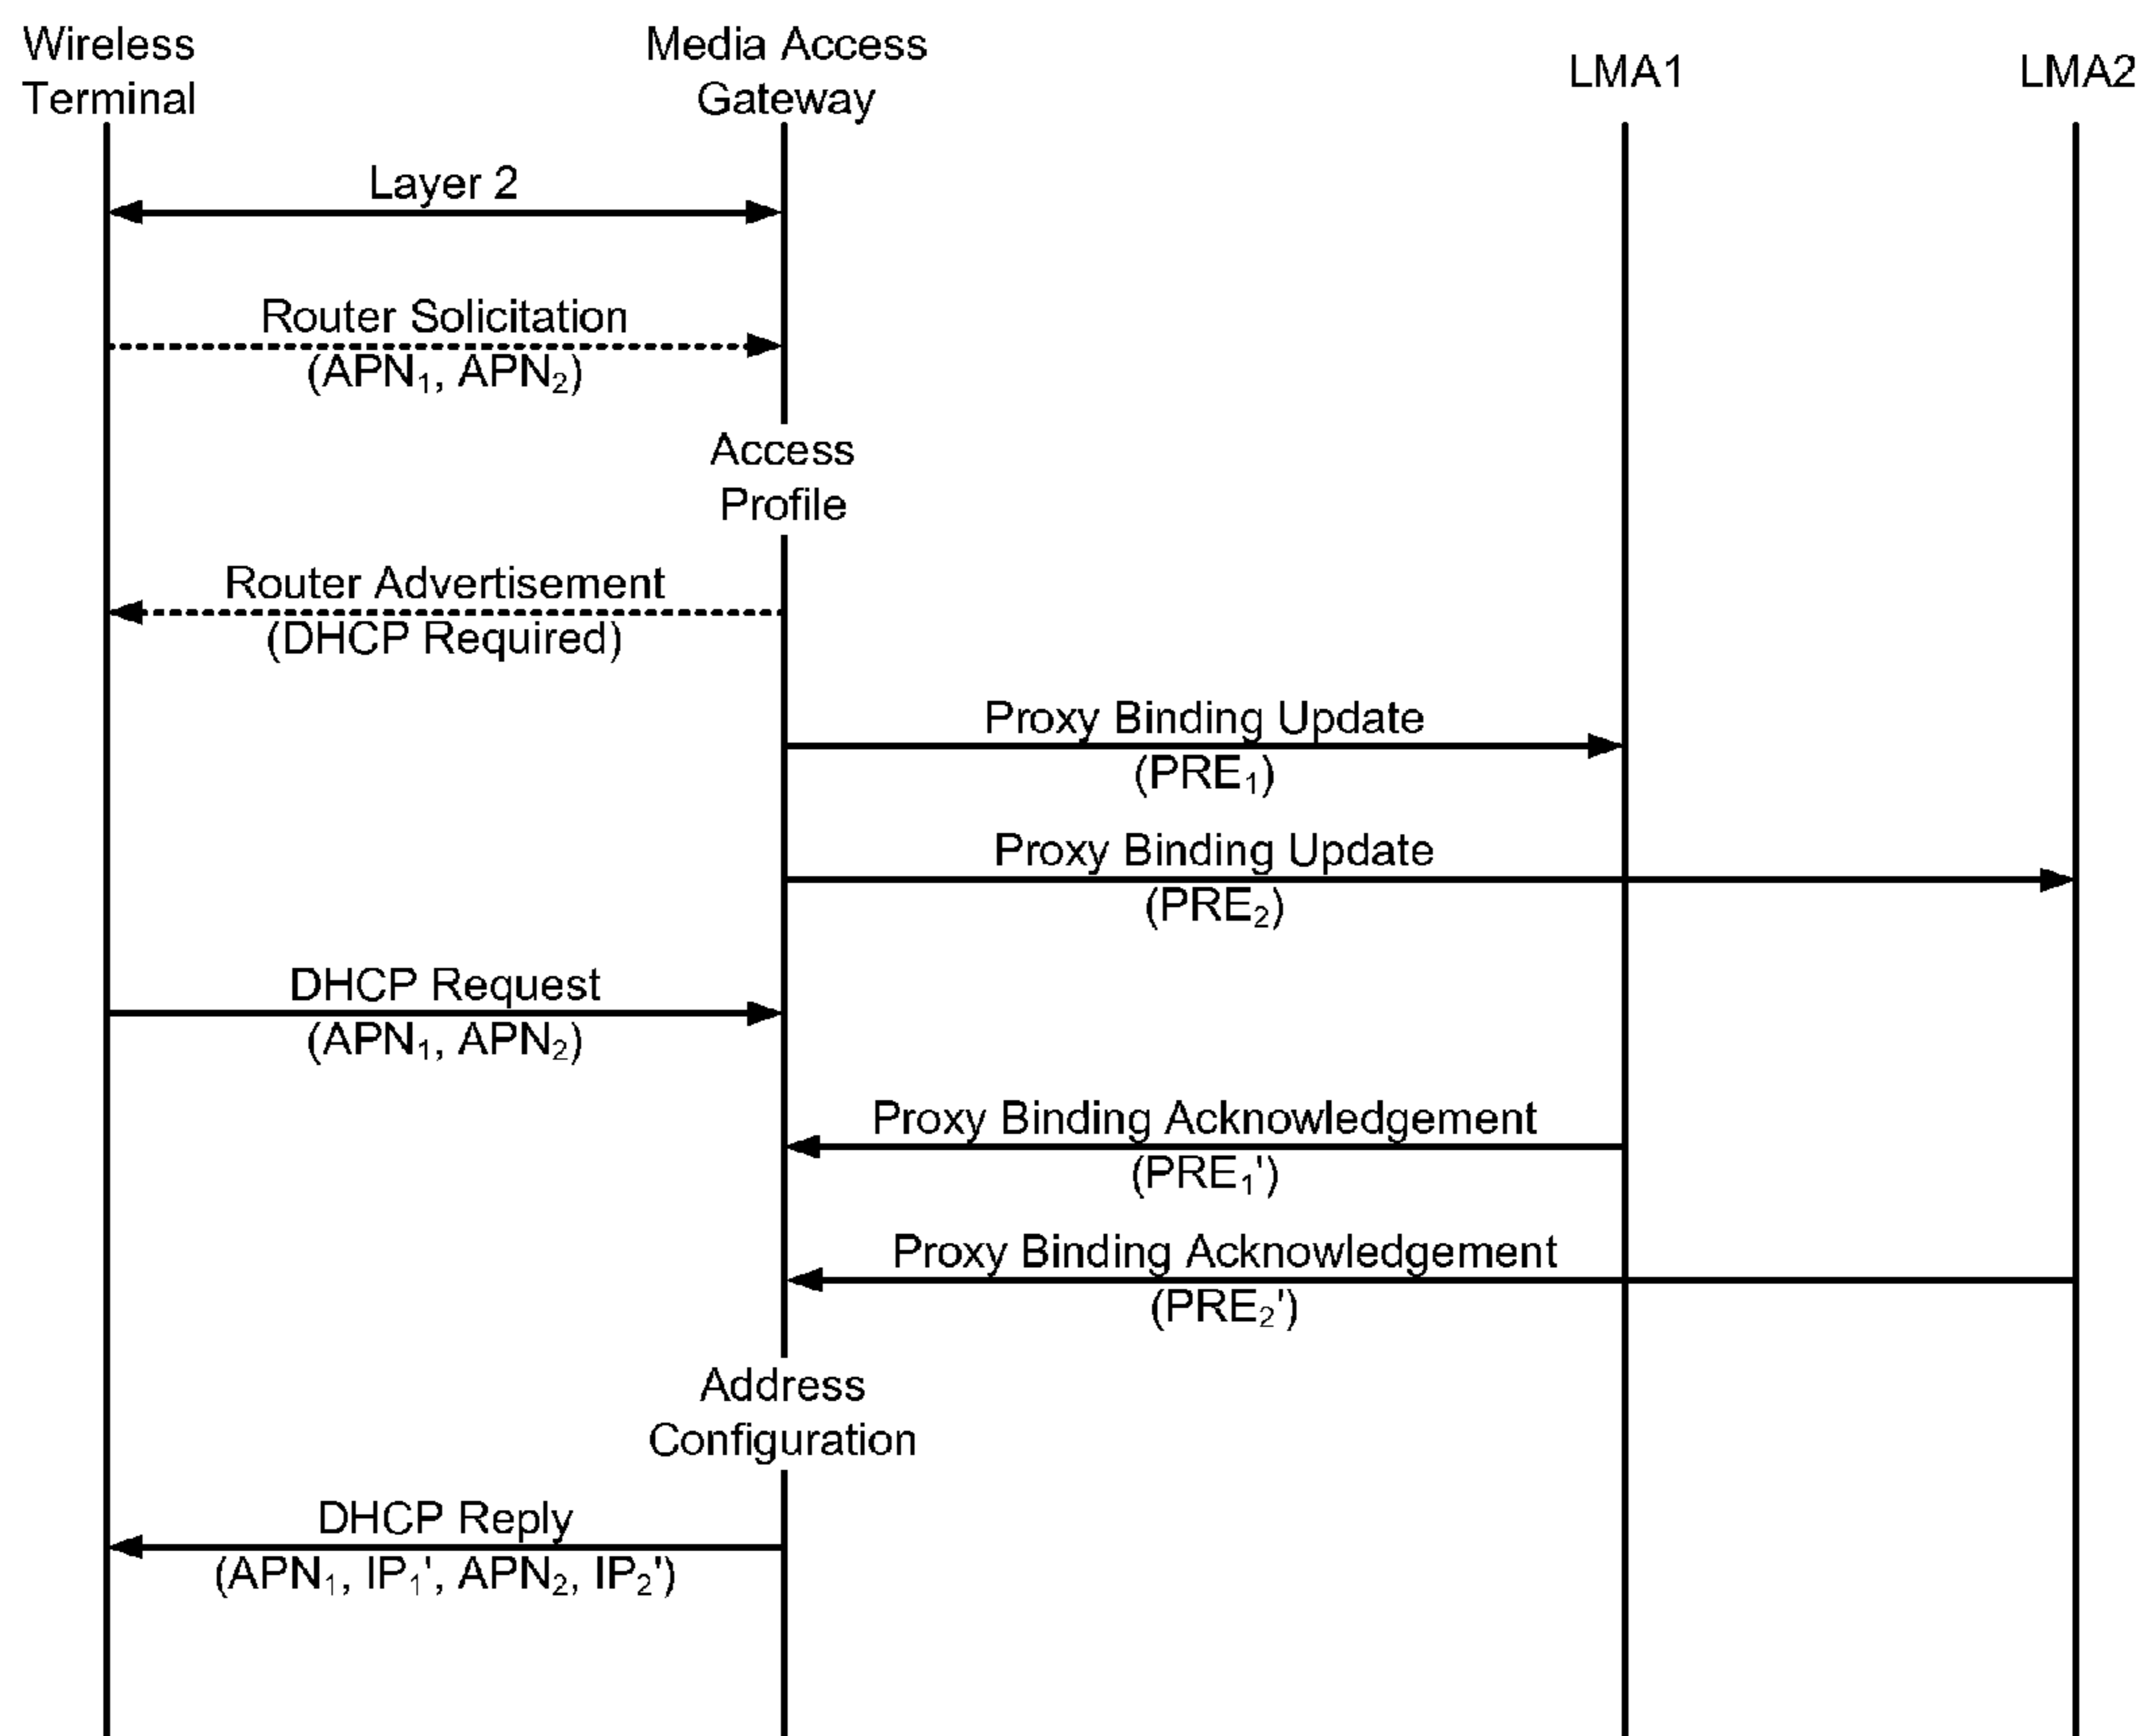 Wireless
Terminal
Media Access
Gateway
LMA1
LMA2
Layer 2
Router Solicitation
(APN₁, APN₂)
Access
Profile
Router Advertisement
(DHCP Required)
Proxy Binding Update
(PRE₁)
Proxy Binding Update
(PRE₂)
DHCP Request
(APN₁, APN₂)
Proxy Binding Acknowledgement
(PRE₁')
Proxy Binding Acknowledgement
(PRE₂')
Address
Configuration
DHCP Reply
(APN₁, IP₁', APN₂, IP₂')